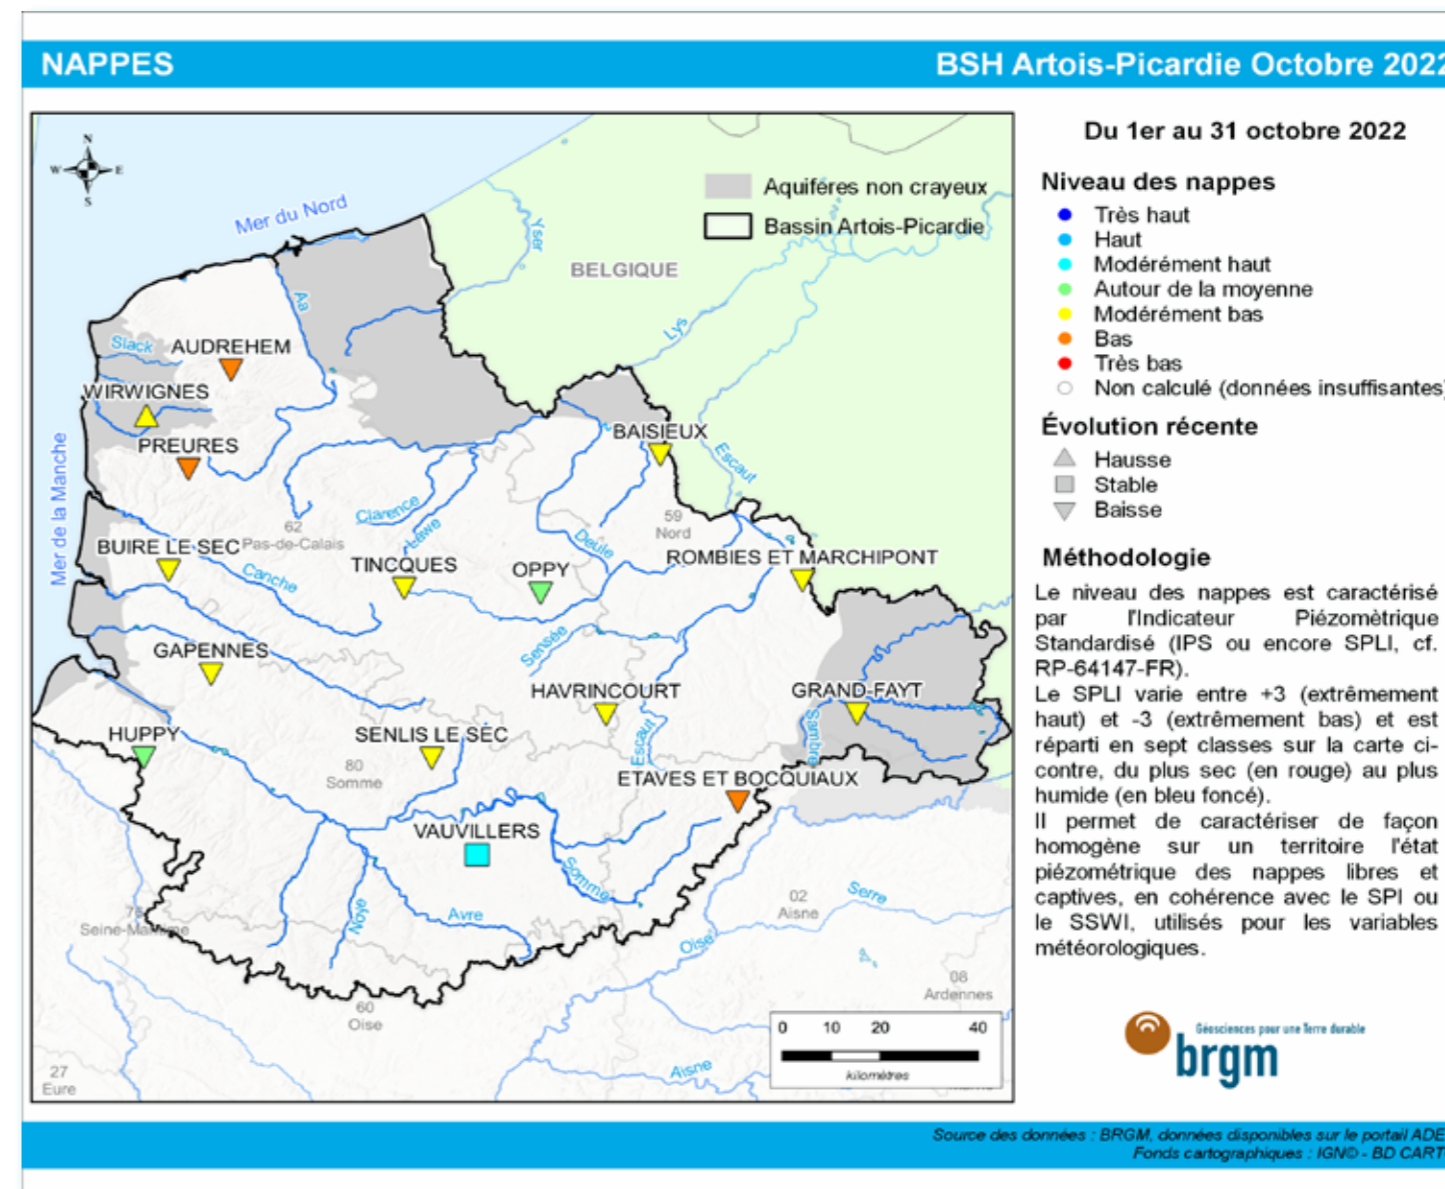 NAPPES
BSH Artois-Picardie Octobre 2022
N
W
E
S
Mer du Nord
Aquifères non crayeux
Bassin Artois-Picardie
BELGIQUE
Yser
Aa
Lys
Slack
AUDREHEM
WIRWIGNES
PREURES
BAISIEUX
Escaut
Mer de la Manche
Clarence
59
Nord
62
Pas-de-Calais
Lawe
Deule
BUIRE LE SEC
Canche
TINCQUES
OPPY
ROMBIES ET MARCHIPONT
Sensée
GAPENNES
HAVRINCOURT
GRAND-FAYT
Escaut
Sambre
HUPPY
SENLIS LE SEC
80
Somme
ETAVES ET BOCQUIAUX
VAUVILLERS
Somme
Noye
Avre
02
Aisne
Serre
Oise
76
Seine-Maritime
08
Ardennes
60
Oise
27
Eure
Aisne
0 10 20 40
kilomètres
Du 1er au 31 octobre 2022
Niveau des nappes
Très haut
Haut
Modérément haut
Autour de la moyenne
Modérément bas
Bas
Très bas
Non calculé (données insuffisantes)
Évolution récente
Hausse
Stable
Baisse
Méthodologie
Le niveau des nappes est caractérisé
par l'Indicateur Piézomètrique
Standardisé (IPS ou encore SPLI, cf.
RP-64147-FR).
Le SPLI varie entre +3 (extrêmement
haut) et -3 (extrêmement bas) et est
réparti en sept classes sur la carte ci-
contre, du plus sec (en rouge) au plus
humide (en bleu foncé).
Il permet de caractériser de façon
homogène sur un territoire l'état
piézométrique des nappes libres et
captives, en cohérence avec le SPI ou
le SSWI, utilisés pour les variables
météorologiques.
Géosciences pour une Terre durable
brgm
Source des données : BRGM, données disponibles sur le portail ADE
Fonds cartographiques : IGN© - BD CART